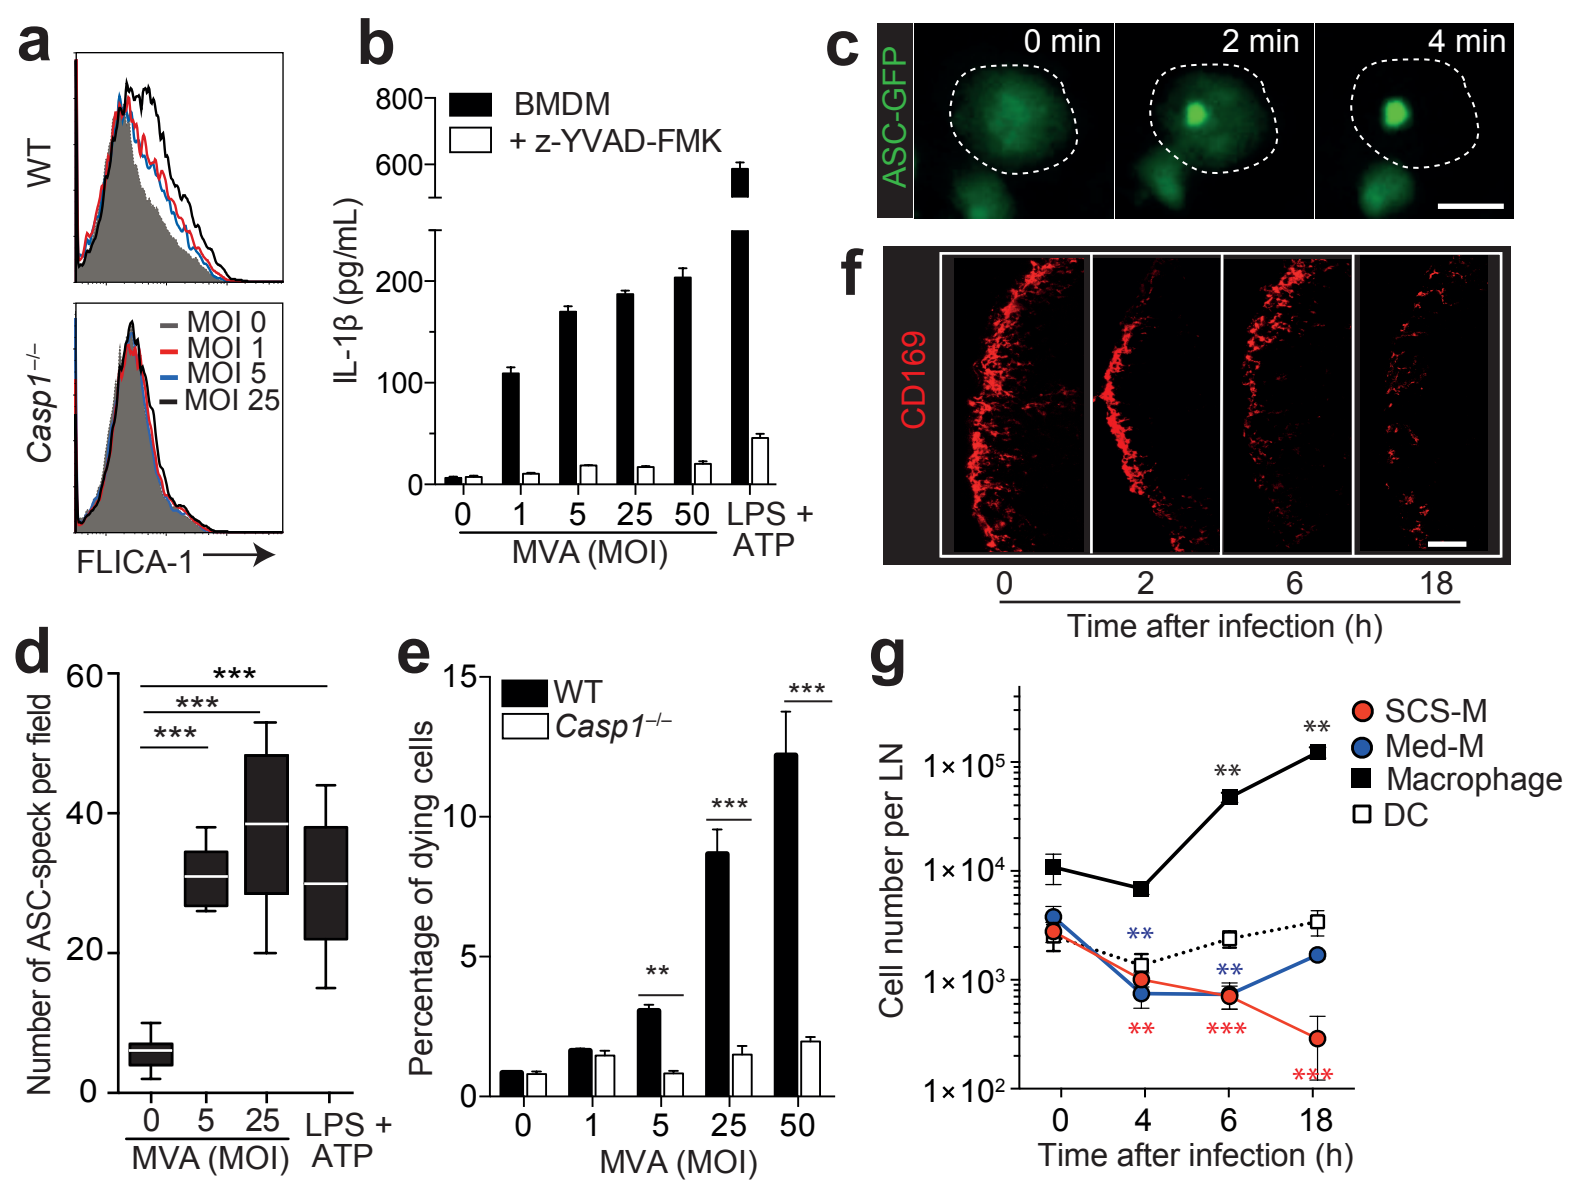 a
WT
Casp1–/–
MOI 0
MOI 1
MOI 5
MOI 25
FLICA-1
b
IL-1β (pg/mL)
800
600
200
100
0
BMDM
+ z-YVAD-FMK
0 1 5 25 50 LPS +
ATP
MVA (MOI)
c
ASC-GFP
0 min 2 min 4 min
f
CD169
0 2 6 18
Time after infection (h)
d
Number of ASC-speck per field
60
40
20
0
***
***
***
0 5 25 LPS +
ATP
MVA (MOI)
e
Percentage of dying cells
15
10
5
0
WT
Casp1–/–
**
***
***
0 1 5 25 50
MVA (MOI)
g
Cell number per LN
1×10⁵
1×10⁴
1×10³
1×10²
SCS-M
Med-M
Macrophage
DC
**
**
**
**
**
***
***
0 4 6 18
Time after infection (h)